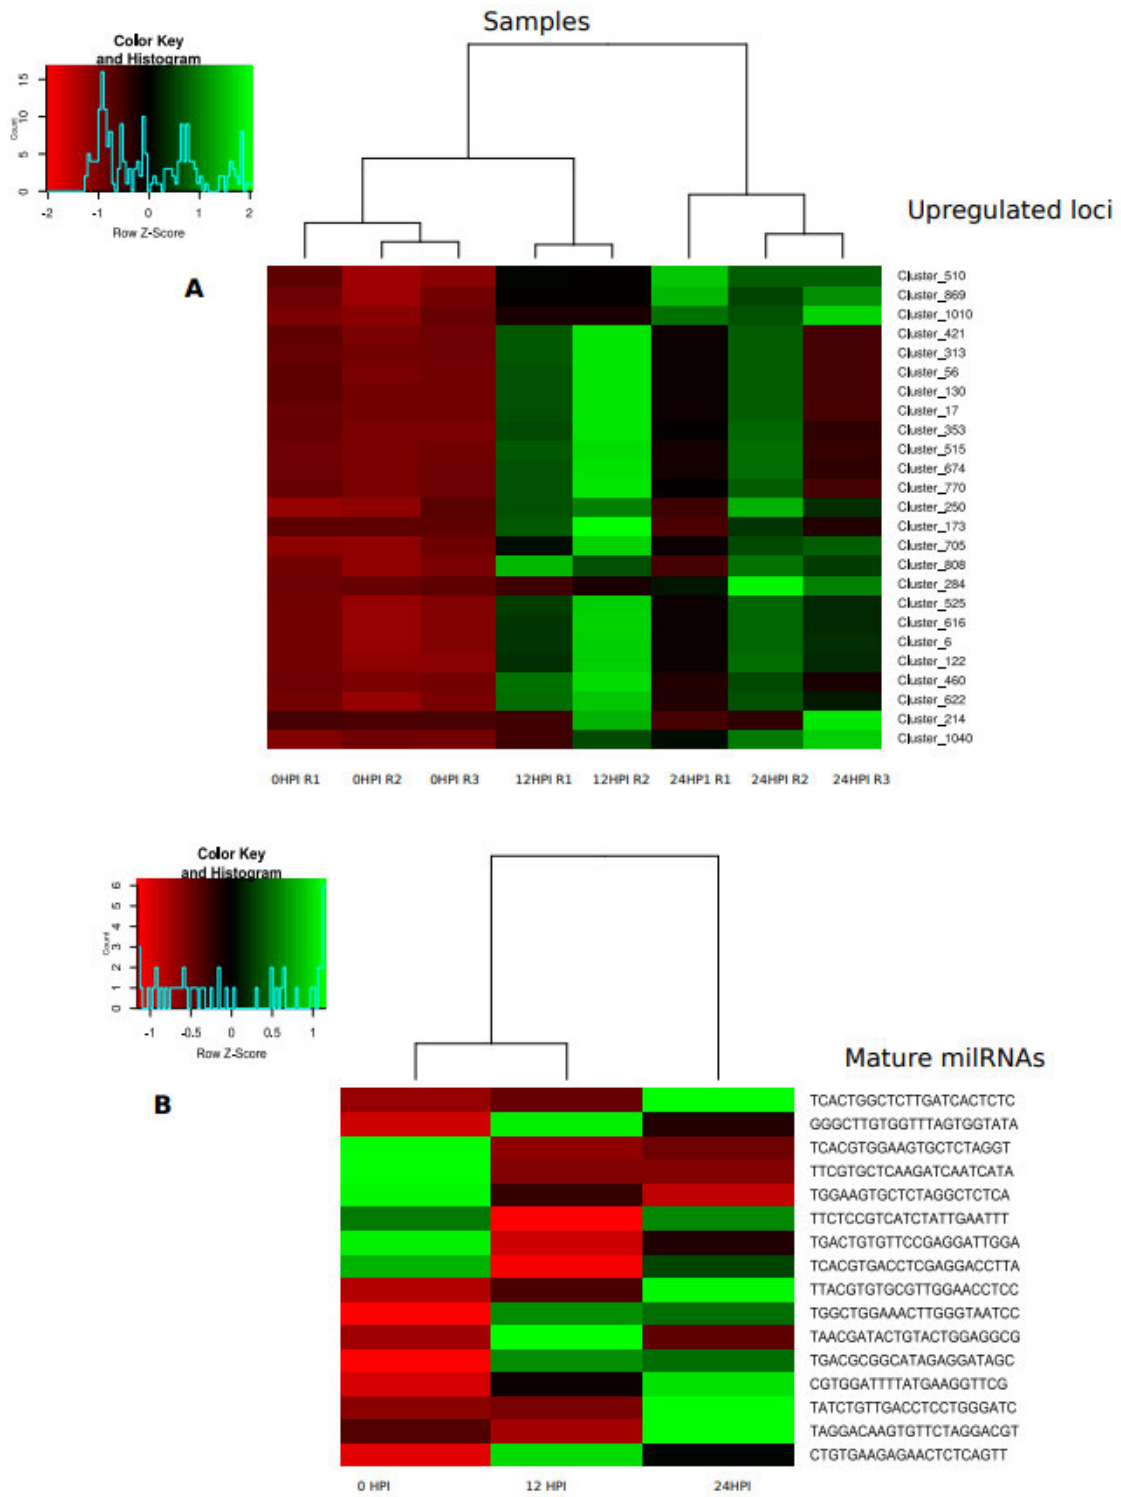 Samples
Color Key
and Histogram
Count
0 5 10 15
-2 -1 0 1 2
Row Z-Score
Upregulated loci
A
Cluster_510
Cluster_869
Cluster_1010
Cluster_421
Cluster_313
Cluster_56
Cluster_130
Cluster_17
Cluster_353
Cluster_515
Cluster_674
Cluster_770
Cluster_250
Cluster_173
Cluster_705
Cluster_808
Cluster_284
Cluster_525
Cluster_616
Cluster_6
Cluster_122
Cluster_460
Cluster_622
Cluster_214
Cluster_1040
0HPI R1 0HPI R2 0HPI R3 12HPI R1 12HPI R2 24HP1 R1 24HPI R2 24HPI R3
Color Key
and Histogram
Count
0 1 2 3 4 5 6
-1 -0.5 0 0.5 1
Row Z-Score
Mature milRNAs
B
TCACTGGCTCTTGATCACTCTC
GGGCTTGTGGTTTAGTGGTATA
TCACGTGGAAGTGCTCTAGGT
TTCGTGCTCAAGATCAATCATA
TGGAAGTGCTCTAGGCTCTCA
TTCTCCGTCATCTATTGAATTT
TGACTGTGTTCCGAGGATTGGA
TCACGTGACCTCGAGGACCTTA
TTACGTGTGCGTTGGAACCTCC
TGGCTGGAAACTTGGGTAATCC
TAACGATACTGTACTGGAGGCG
TGACGCGGCATAGAGGATAGC
CGTGGATTTTATGAAGGTTCG
TATCTGTTGACCTCCTGGGATC
TAGGACAAGTGTTCTAGGACGT
CTGTGAAGAGAACTCTCAGTT
0 HPI 12 HPI 24HPI